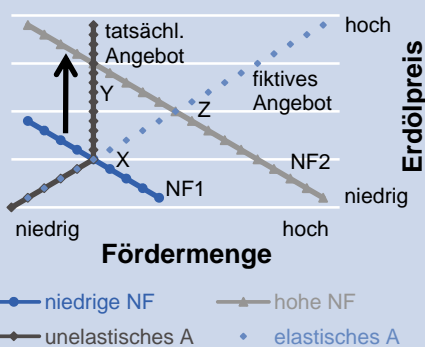 tatsächl.
Angebot
hoch
fiktives
Angebot
Y
Z
X
NF2
NF1
niedrig
niedrig
hoch
Erdölpreis
Fördermenge
niedrige NF
hohe NF
unelastisches A
elastisches A